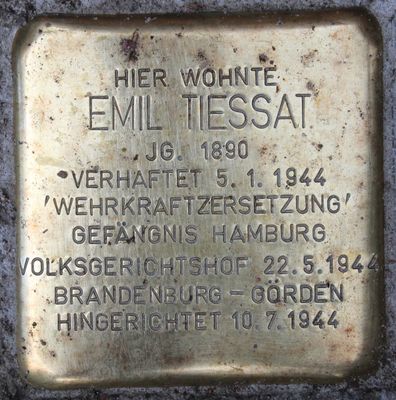 HIER WOHNTE
EMIL TIESSAT
JG. 1890
VERHAFTET 5. 1. 1944
'WEHRKRAFTZERSETZUNG'
GEFÄNGNIS HAMBURG
VOLKSGERICHTSHOF 22.5.1944
BRANDENBURG – GÖRDEN
HINGERICHTET 10.7.1944